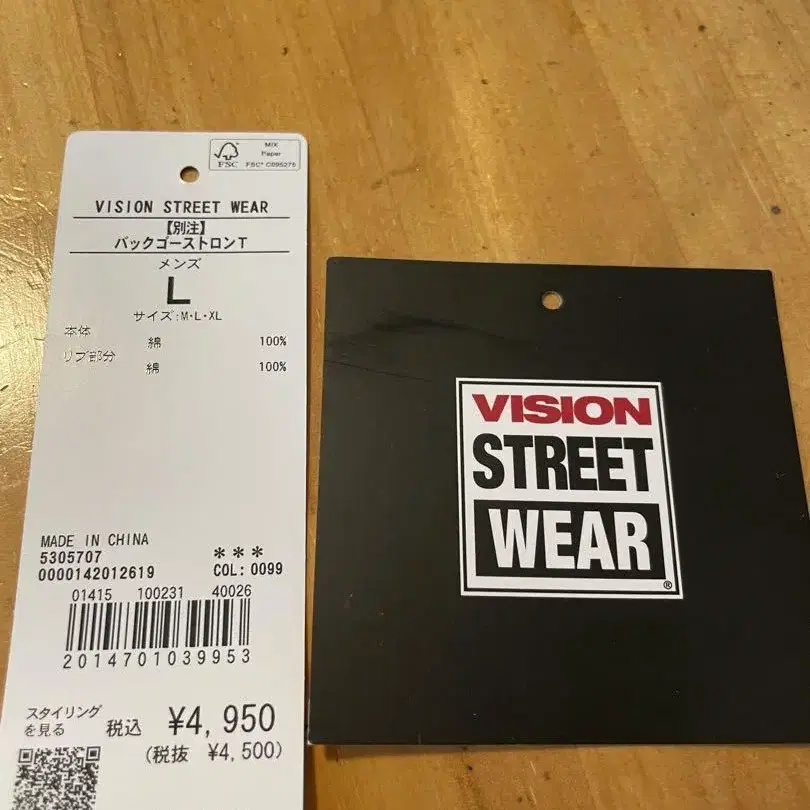 MIX
Paper
FSC
FSC® C095275
VISION STREET WEAR
【別注】
バックゴーストロンT
メンズ
L
サイズ:M・L・XL
本体
綿 100%
リブ部分
綿 100%
MADE IN CHINA
5305707 ***
0000142012619 COL: 0099
01415 100231 40026
2014701039953
スタイリング
を見る
税込 ¥4,950
(税抜 ¥4,500)
VISION
STREET
WEAR
®